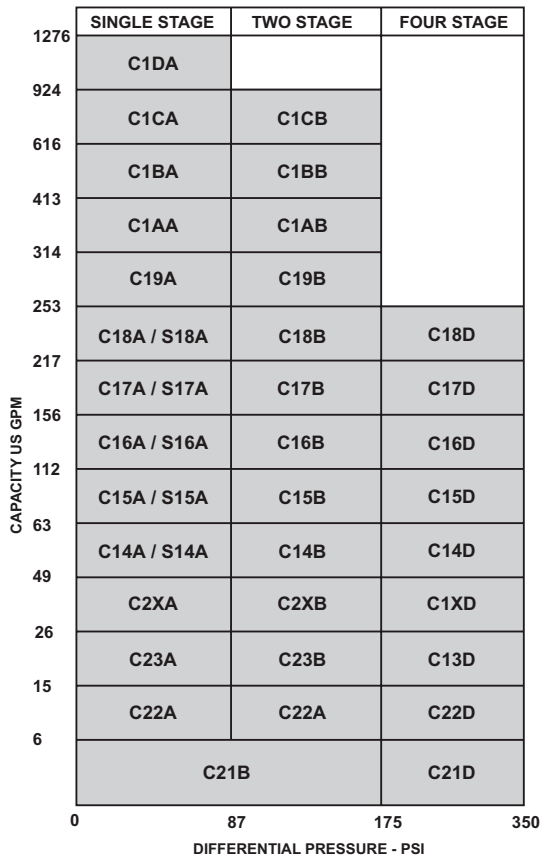 SINGLE STAGE TWO STAGE FOUR STAGE
1276
C1DA
924
C1CA C1CB
616
C1BA C1BB
413
C1AA C1AB
314
C19A C19B
253
C18A / S18A C18B C18D
217
C17A / S17A C17B C17D
156
C16A / S16A C16B C16D
112
C15A / S15A C15B C15D
63
C14A / S14A C14B C14D
49
C2XA C2XB C1XD
26
C23A C23B C13D
15
C22A C22A C22D
6
C21B C21D
0 87 175 350
DIFFERENTIAL PRESSURE - PSI
CAPACITY US GPM